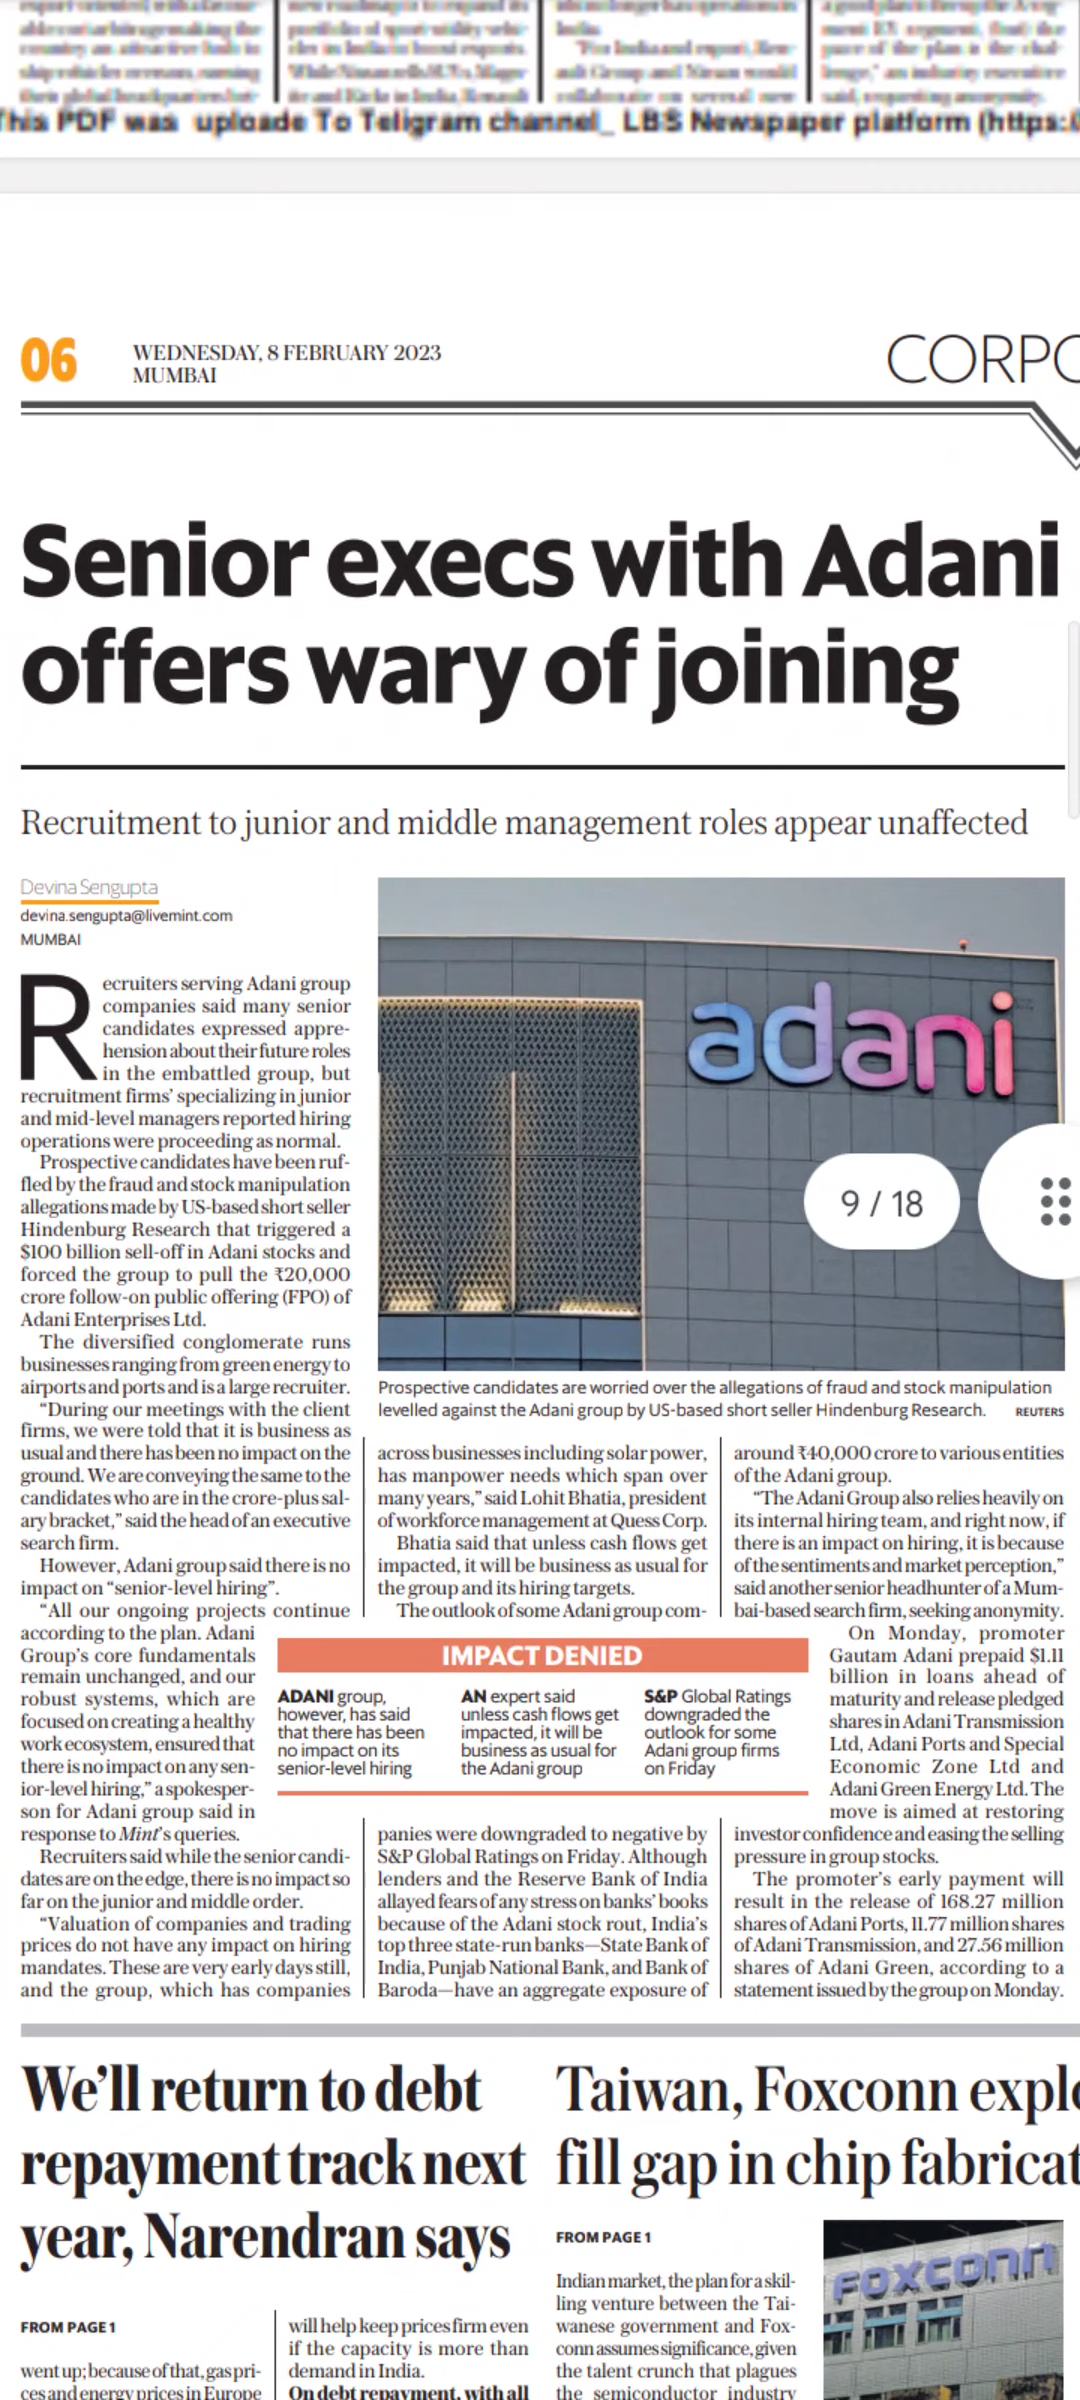 This PDF was uploade To Teligram channel_ LBS Newspaper platform (https:
06
WEDNESDAY, 8 FEBRUARY 2023
MUMBAI
CORPO
Senior execs with Adani
offers wary of joining
Recruitment to junior and middle management roles appear unaffected
Devina Sengupta
devina.sengupta@livemint.com
MUMBAI
Recruiters serving Adani group
companies said many senior
candidates expressed appre-
hension about their future roles
in the embattled group, but
recruitment firms' specializing in junior
and mid-level managers reported hiring
operations were proceeding as normal.
Prospective candidates have been ruf-
fled by the fraud and stock manipulation
allegations made by US-based short seller
Hindenburg Research that triggered a
$100 billion sell-off in Adani stocks and
forced the group to pull the ₹20,000
crore follow-on public offering (FPO) of
Adani Enterprises Ltd.
The diversified conglomerate runs
businesses ranging from green energy to
airports and ports and is a large recruiter.
"During our meetings with the client
firms, we were told that it is business as
usual and there has been no impact on the
ground. We are conveying the same to the
candidates who are in the crore-plus sal-
ary bracket," said the head of an executive
search firm.
However, Adani group said there is no
impact on "senior-level hiring".
"All our ongoing projects continue
according to the plan. Adani
Group's core fundamentals
remain unchanged, and our
robust systems, which are
focused on creating a healthy
work ecosystem, ensured that
there is no impact on any sen-
ior-level hiring," a spokesper-
son for Adani group said in
response to Mint's queries.
Recruiters said while the senior candi-
dates are on the edge, there is no impact so
far on the junior and middle order.
"Valuation of companies and trading
prices do not have any impact on hiring
mandates. These are very early days still,
and the group, which has companies
adani
9 / 18
Prospective candidates are worried over the allegations of fraud and stock manipulation
levelled against the Adani group by US-based short seller Hindenburg Research. REUTERS
across businesses including solar power,
has manpower needs which span over
many years," said Lohit Bhatia, president
of workforce management at Quess Corp.
Bhatia said that unless cash flows get
impacted, it will be business as usual for
the group and its hiring targets.
The outlook of some Adani group com-
IMPACT DENIED
ADANI group,
however, has said
that there has been
no impact on its
senior-level hiring
AN expert said
unless cash flows get
impacted, it will be
business as usual for
the Adani group
S&P Global Ratings
downgraded the
outlook for some
Adani group firms
on Friday
panies were downgraded to negative by
S&P Global Ratings on Friday. Although
lenders and the Reserve Bank of India
allayed fears of any stress on banks' books
because of the Adani stock rout, India's
top three state-run banks—State Bank of
India, Punjab National Bank, and Bank of
Baroda—have an aggregate exposure of
around ₹40,000 crore to various entities
of the Adani group.
"The Adani Group also relies heavily on
its internal hiring team, and right now, if
there is an impact on hiring, it is because
of the sentiments and market perception,"
said another senior headhunter of a Mum-
bai-based search firm, seeking anonymity.
On Monday, promoter
Gautam Adani prepaid $1.11
billion in loans ahead of
maturity and release pledged
shares in Adani Transmission
Ltd, Adani Ports and Special
Economic Zone Ltd and
Adani Green Energy Ltd. The
move is aimed at restoring
investor confidence and easing the selling
pressure in group stocks.
The promoter's early payment will
result in the release of 168.27 million
shares of Adani Ports, 11.77 million shares
of Adani Transmission, and 27.56 million
shares of Adani Green, according to a
statement issued by the group on Monday.
We'll return to debt
repayment track next
year, Narendran says
FROM PAGE 1
went up; because of that, gas pri-
ces and energy prices in Europe
will help keep prices firm even
if the capacity is more than
demand in India.
On debt repayment, with all
Taiwan, Foxconn explo
fill gap in chip fabricat
FROM PAGE 1
Indian market, the plan for a skil-
ling venture between the Tai-
wanese government and Fox-
conn assumes significance, given
the talent crunch that plagues
the semiconductor industry
FOXCONN